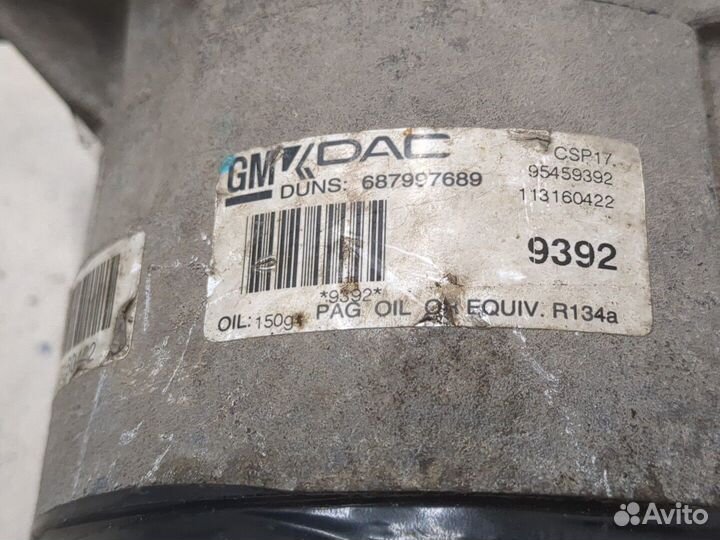 GM DAC
CSP17
DUNS: 687997689
95459392
113160422
9392
*9392*
OIL: 150g PAG OIL OR EQUIV. R134a
Avito